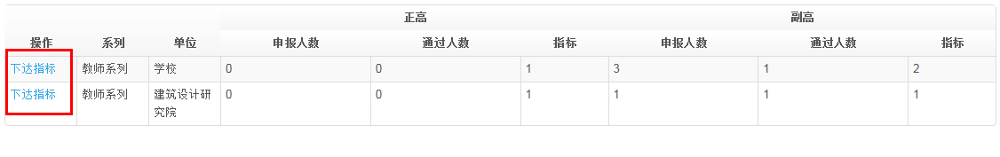 正高 副高
操作 系列 单位 申报人数 通过人数 指标 申报人数 通过人数 指标
下达指标 教师系列 学校 0 0 1 3 1 2
下达指标 教师系列 建筑设计研 0 0 1 1 1 1
究院